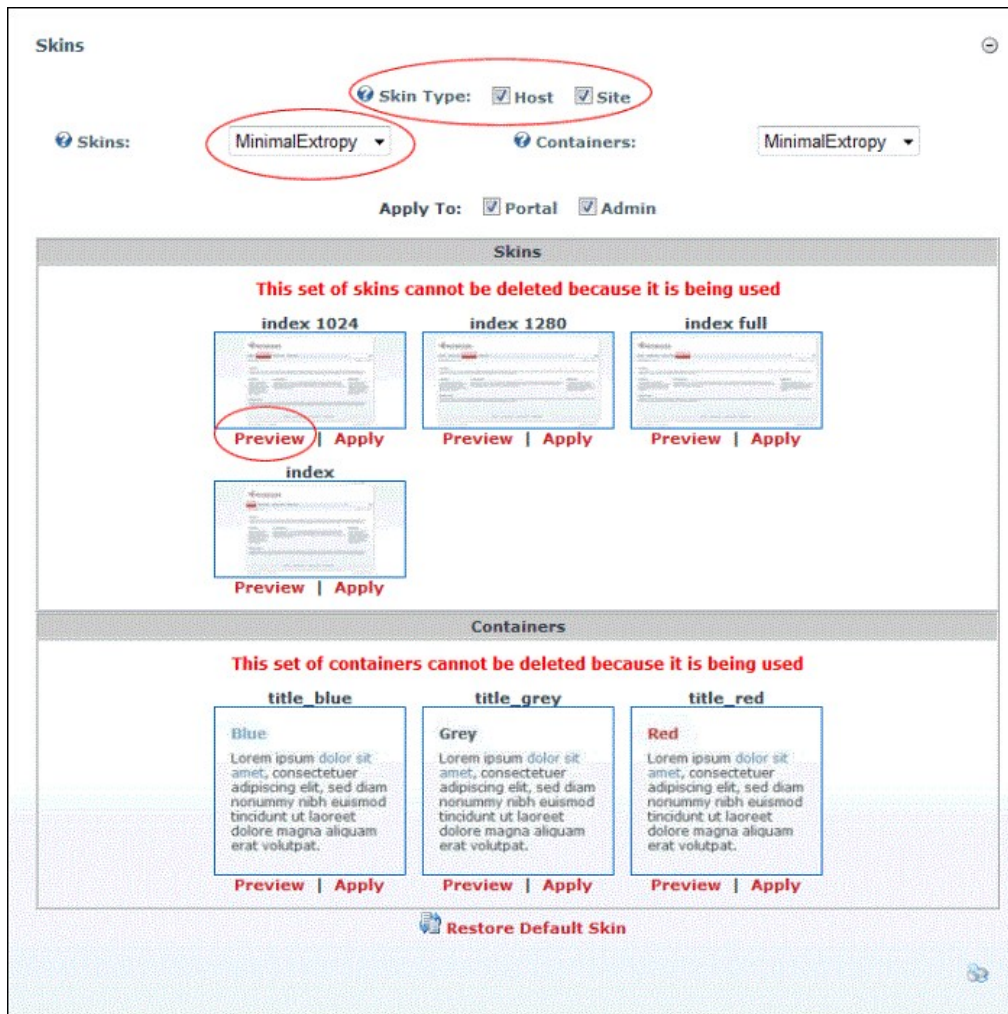 Skins
Skin Type: Host Site
Skins: MinimalExtropy Containers: MinimalExtropy
Apply To: Portal Admin
Skins
This set of skins cannot be deleted because it is being used
index 1024 index 1280 index full
Preview | Apply Preview | Apply Preview | Apply
index
Preview | Apply
Containers
This set of containers cannot be deleted because it is being used
title_blue title_grey title_red
Blue
Lorem ipsum dolor sit
amet, consectetuer
adipiscing elit, sed diam
nonummy nibh euismod
tincidunt ut laoreet
dolore magna aliquam
erat volutpat.
Grey
Lorem ipsum dolor sit
amet, consectetuer
adipiscing elit, sed diam
nonummy nibh euismod
tincidunt ut laoreet
dolore magna aliquam
erat volutpat.
Red
Lorem ipsum dolor sit
amet, consectetuer
adipiscing elit, sed diam
nonummy nibh euismod
tincidunt ut laoreet
dolore magna aliquam
erat volutpat.
Preview | Apply Preview | Apply Preview | Apply
Restore Default Skin